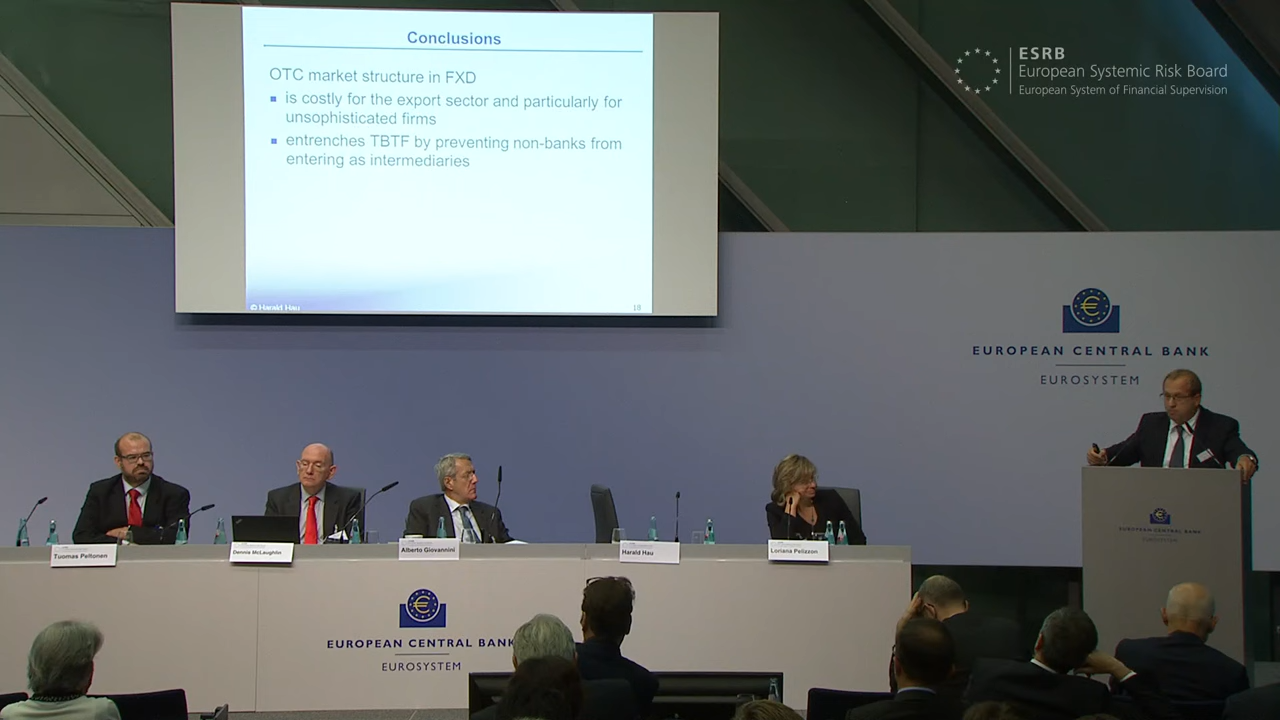 Conclusions
OTC market structure in FXD
is costly for the export sector and particularly for
unsophisticated firms
entrenches TBTF by preventing non-banks from
entering as intermediaries
© Harald Hau
18
ESRB
European Systemic Risk Board
European System of Financial Supervision
EUROPEAN CENTRAL BANK
EUROSYSTEM
Tuomas Peltonen
Dennis McLaughlin
Alberto Giovannini
Harald Hau
Loriana Pelizzon
EUROPEAN CENTRAL BANK
EUROSYSTEM
EUROPEAN CENTRAL BANK
EUROSYSTEM